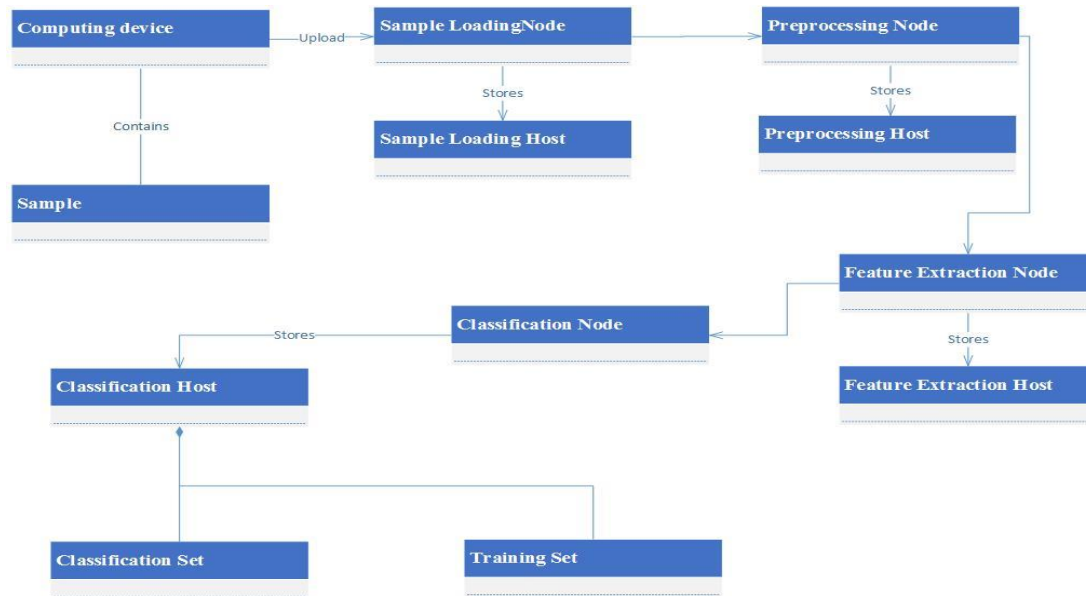 Computing device
Upload
Sample LoadingNode
Preprocessing Node
Stores
Stores
Contains
Sample Loading Host
Preprocessing Host
Sample
Feature Extraction Node
Classification Node
Stores
Stores
Classification Host
Feature Extraction Host
Classification Set
Training Set